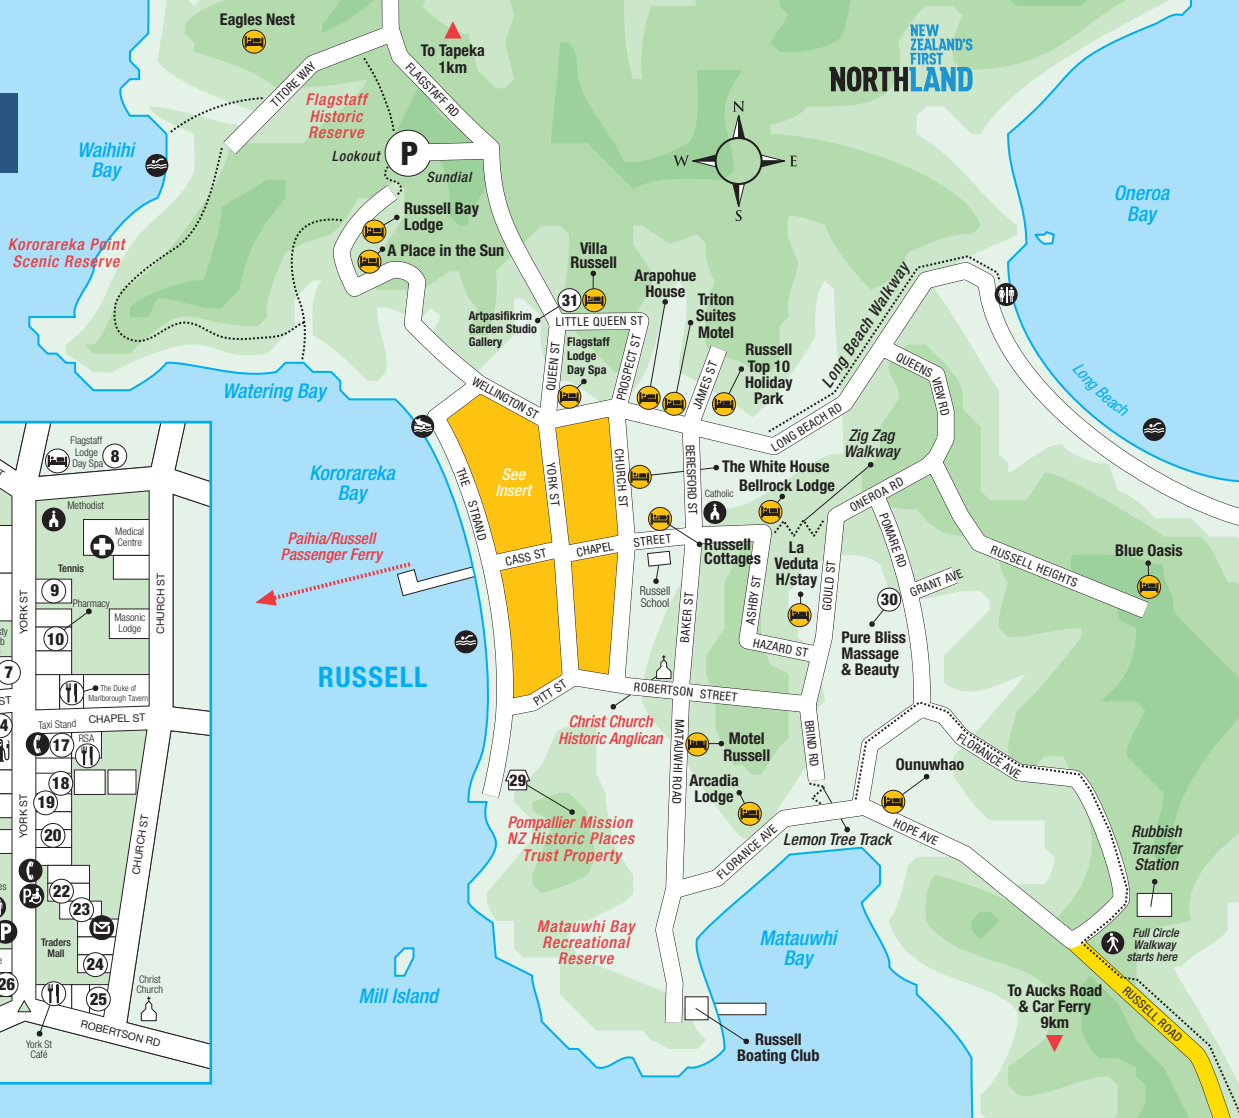 Eagles Nest
To Tapeka
1km
NEW
ZEALAND'S
FIRST
NORTHLAND
TITORE WAY
FLAGSTAFF RD
Flagstaff
Historic
Reserve
N
W
E
S
Waihihi
Bay
Lookout
P
Sundial
Oneroa
Bay
Russell Bay
Lodge
A Place in the Sun
Kororareka Point
Scenic Reserve
Villa
Russell
Arapohue
House
Triton
Suites
Motel
31
Artpasifikrim
Garden Studio
Gallery
LITTLE QUEEN ST
Flagstaff
Lodge
Day Spa
QUEEN ST
PROSPECT ST
JAMES ST
Russell
Top 10
Holiday
Park
Long Beach Walkway
LONG BEACH RD
QUEENS VIEW RD
Long Beach
Watering Bay
WELLINGTON ST
Zig Zag
Walkway
Kororareka
Bay
THE STRAND
See
Insert
YORK ST
CHURCH ST
BERESFORD ST
The White House
Bellrock Lodge
Catholic
ONEROA RD
POMARE RD
Paihia/Russell
Passenger Ferry
CASS ST
CHAPEL STREET
Russell
Cottages
La
Veduta
H/stay
RUSSELL HEIGHTS
Blue Oasis
Russell
School
BAKER ST
ASHBY ST
GOULD ST
GRANT AVE
30
Pure Bliss
Massage
& Beauty
HAZARD ST
RUSSELL
PITT ST
ROBERTSON STREET
Christ Church
Historic Anglican
MATAUWHI ROAD
Motel
Russell
BRIND RD
FLORANCE AVE
Ounuwhao
Arcadia
Lodge
29
Pompallier Mission
NZ Historic Places
Trust Property
FLORANCE AVE
Lemon Tree Track
HOPE AVE
Rubbish
Transfer
Station
Matauwhi Bay
Recreational
Reserve
Matauwhi
Bay
Full Circle
Walkway
starts here
Mill Island
To Aucks Road
& Car Ferry
9km
RUSSELL ROAD
Russell
Boating Club
Flagstaff
Lodge
Day Spa
8
Methodist
Medical
Centre
Tennis
9
Pharmacy
YORK ST
CHURCH ST
10
Masonic
Lodge
7
The Duke of
Marlborough Tavern
ST
CHAPEL ST
4
Taxi Stand
17
RSA
18
19
YORK ST
20
CHURCH ST
22
P
23
P
Traders
Mall
24
26
25
Christ
Church
ROBERTSON RD
York St
Café